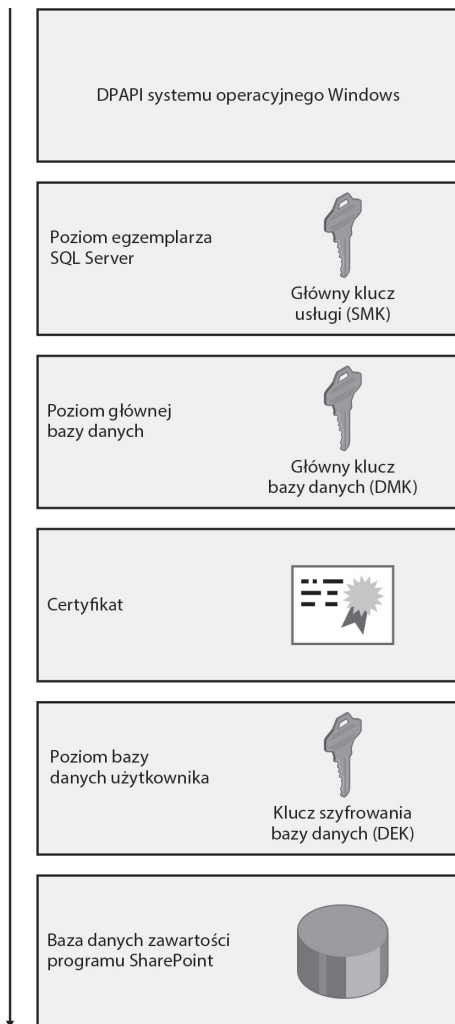 DPAPI systemu operacyjnego Windows
Poziom egzemplarza
SQL Server
Główny klucz
usługi (SMK)
Poziom głównej
bazy danych
Główny klucz
bazy danych (DMK)
Certyfikat
Poziom bazy
danych użytkownika
Klucz szyfrowania
bazy danych (DEK)
Baza danych zawartości
programu SharePoint